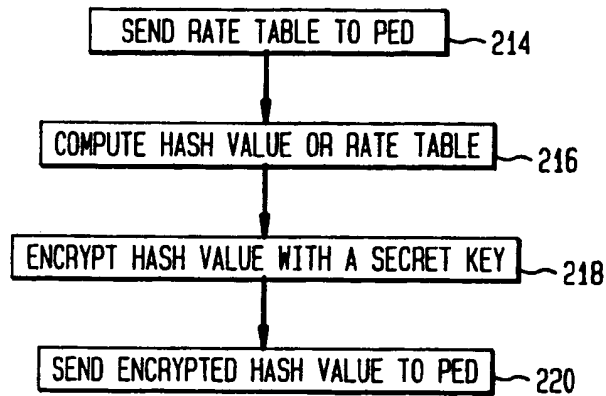 SEND RATE TABLE TO PED
214
COMPUTE HASH VALUE OR RATE TABLE
216
ENCRYPT HASH VALUE WITH A SECRET KEY
218
SEND ENCRYPTED HASH VALUE TO PED
220